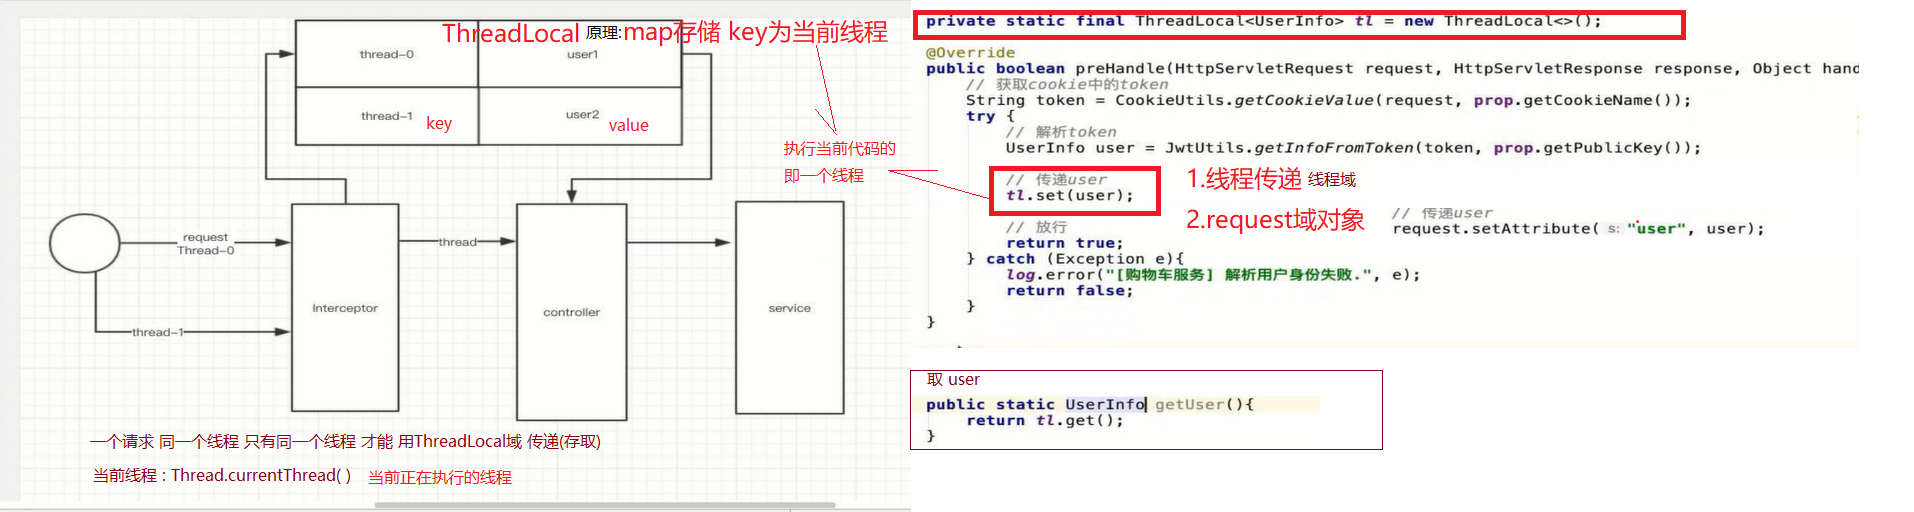 ThreadLocal 原理:map存储 key为当前线程
thread-0
user1
thread-1
key
user2
value
执行当前代码的
即一个线程
request
Thread-0
thread
thread-1
Interceptor
controller
service
一个请求 同一个线程 只有同一个线程 才能 用ThreadLocal域 传递(存取)
当前线程 : Thread.currentThread( )
当前正在执行的线程
private static final ThreadLocal<UserInfo> tl = new ThreadLocal<>();
@Override
public boolean preHandle(HttpServletRequest request, HttpServletResponse response, Object hand
// 获取cookie中的token
String token = CookieUtils.getCookieValue(request, prop.getCookieName());
try {
// 解析token
UserInfo user = JwtUtils.getInfoFromToken(token, prop.getPublicKey());
// 传递user
tl.set(user);
1.线程传递 线程域
2.request域对象
// 传递user
request.setAttribute( s: "user", user);
// 放行
return true;
} catch (Exception e){
log.error("[购物车服务] 解析用户身份失败.", e);
return false;
}
}
取 user
public static UserInfo getUser(){
return tl.get();
}